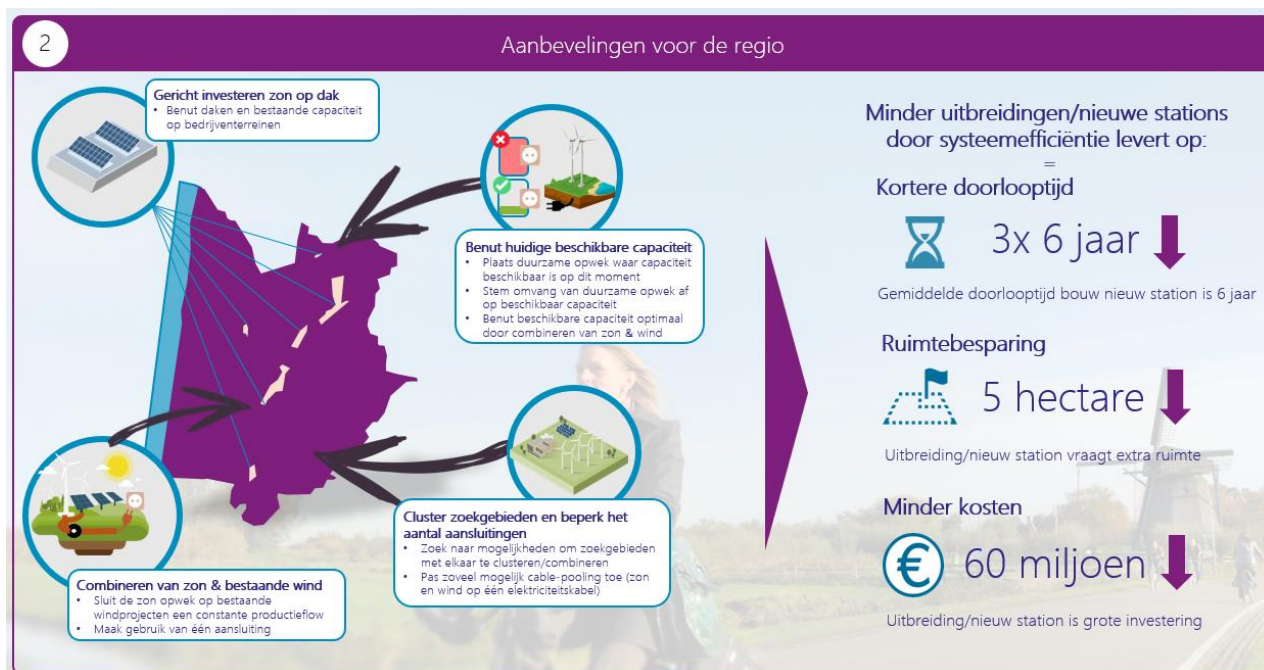 2
Aanbevelingen voor de regio
Gericht investeren zon op dak
• Benut daken en bestaande capaciteit
op bedrijventerreinen
Benut huidige beschikbare capaciteit
• Plaats duurzame opwek waar capaciteit
beschikbaar is op dit moment
• Stem omvang van duurzame opwek af
op beschikbaar capaciteit
• Benut beschikbare capaciteit optimaal
door combineren van zon & wind
Cluster zoekgebieden en beperk het
aantal aansluitingen
• Zoek naar mogelijkheden om zoekgebieden
met elkaar te clusteren/combineren
• Pas zoveel mogelijk cable-pooling toe (zon
en wind op één elektriciteitskabel)
Combineren van zon & bestaande wind
• Sluit de zon opwek op bestaande
windprojecten een constante productieflow
• Maak gebruik van één aansluiting
Minder uitbreidingen/nieuwe stations
door systeemefficiëntie levert op:
=
Kortere doorlooptijd
3x 6 jaar
Gemiddelde doorlooptijd bouw nieuw station is 6 jaar
Ruimtebesparing
5 hectare
Uitbreiding/nieuw station vraagt extra ruimte
Minder kosten
€ 60 miljoen
Uitbreiding/nieuw station is grote investering